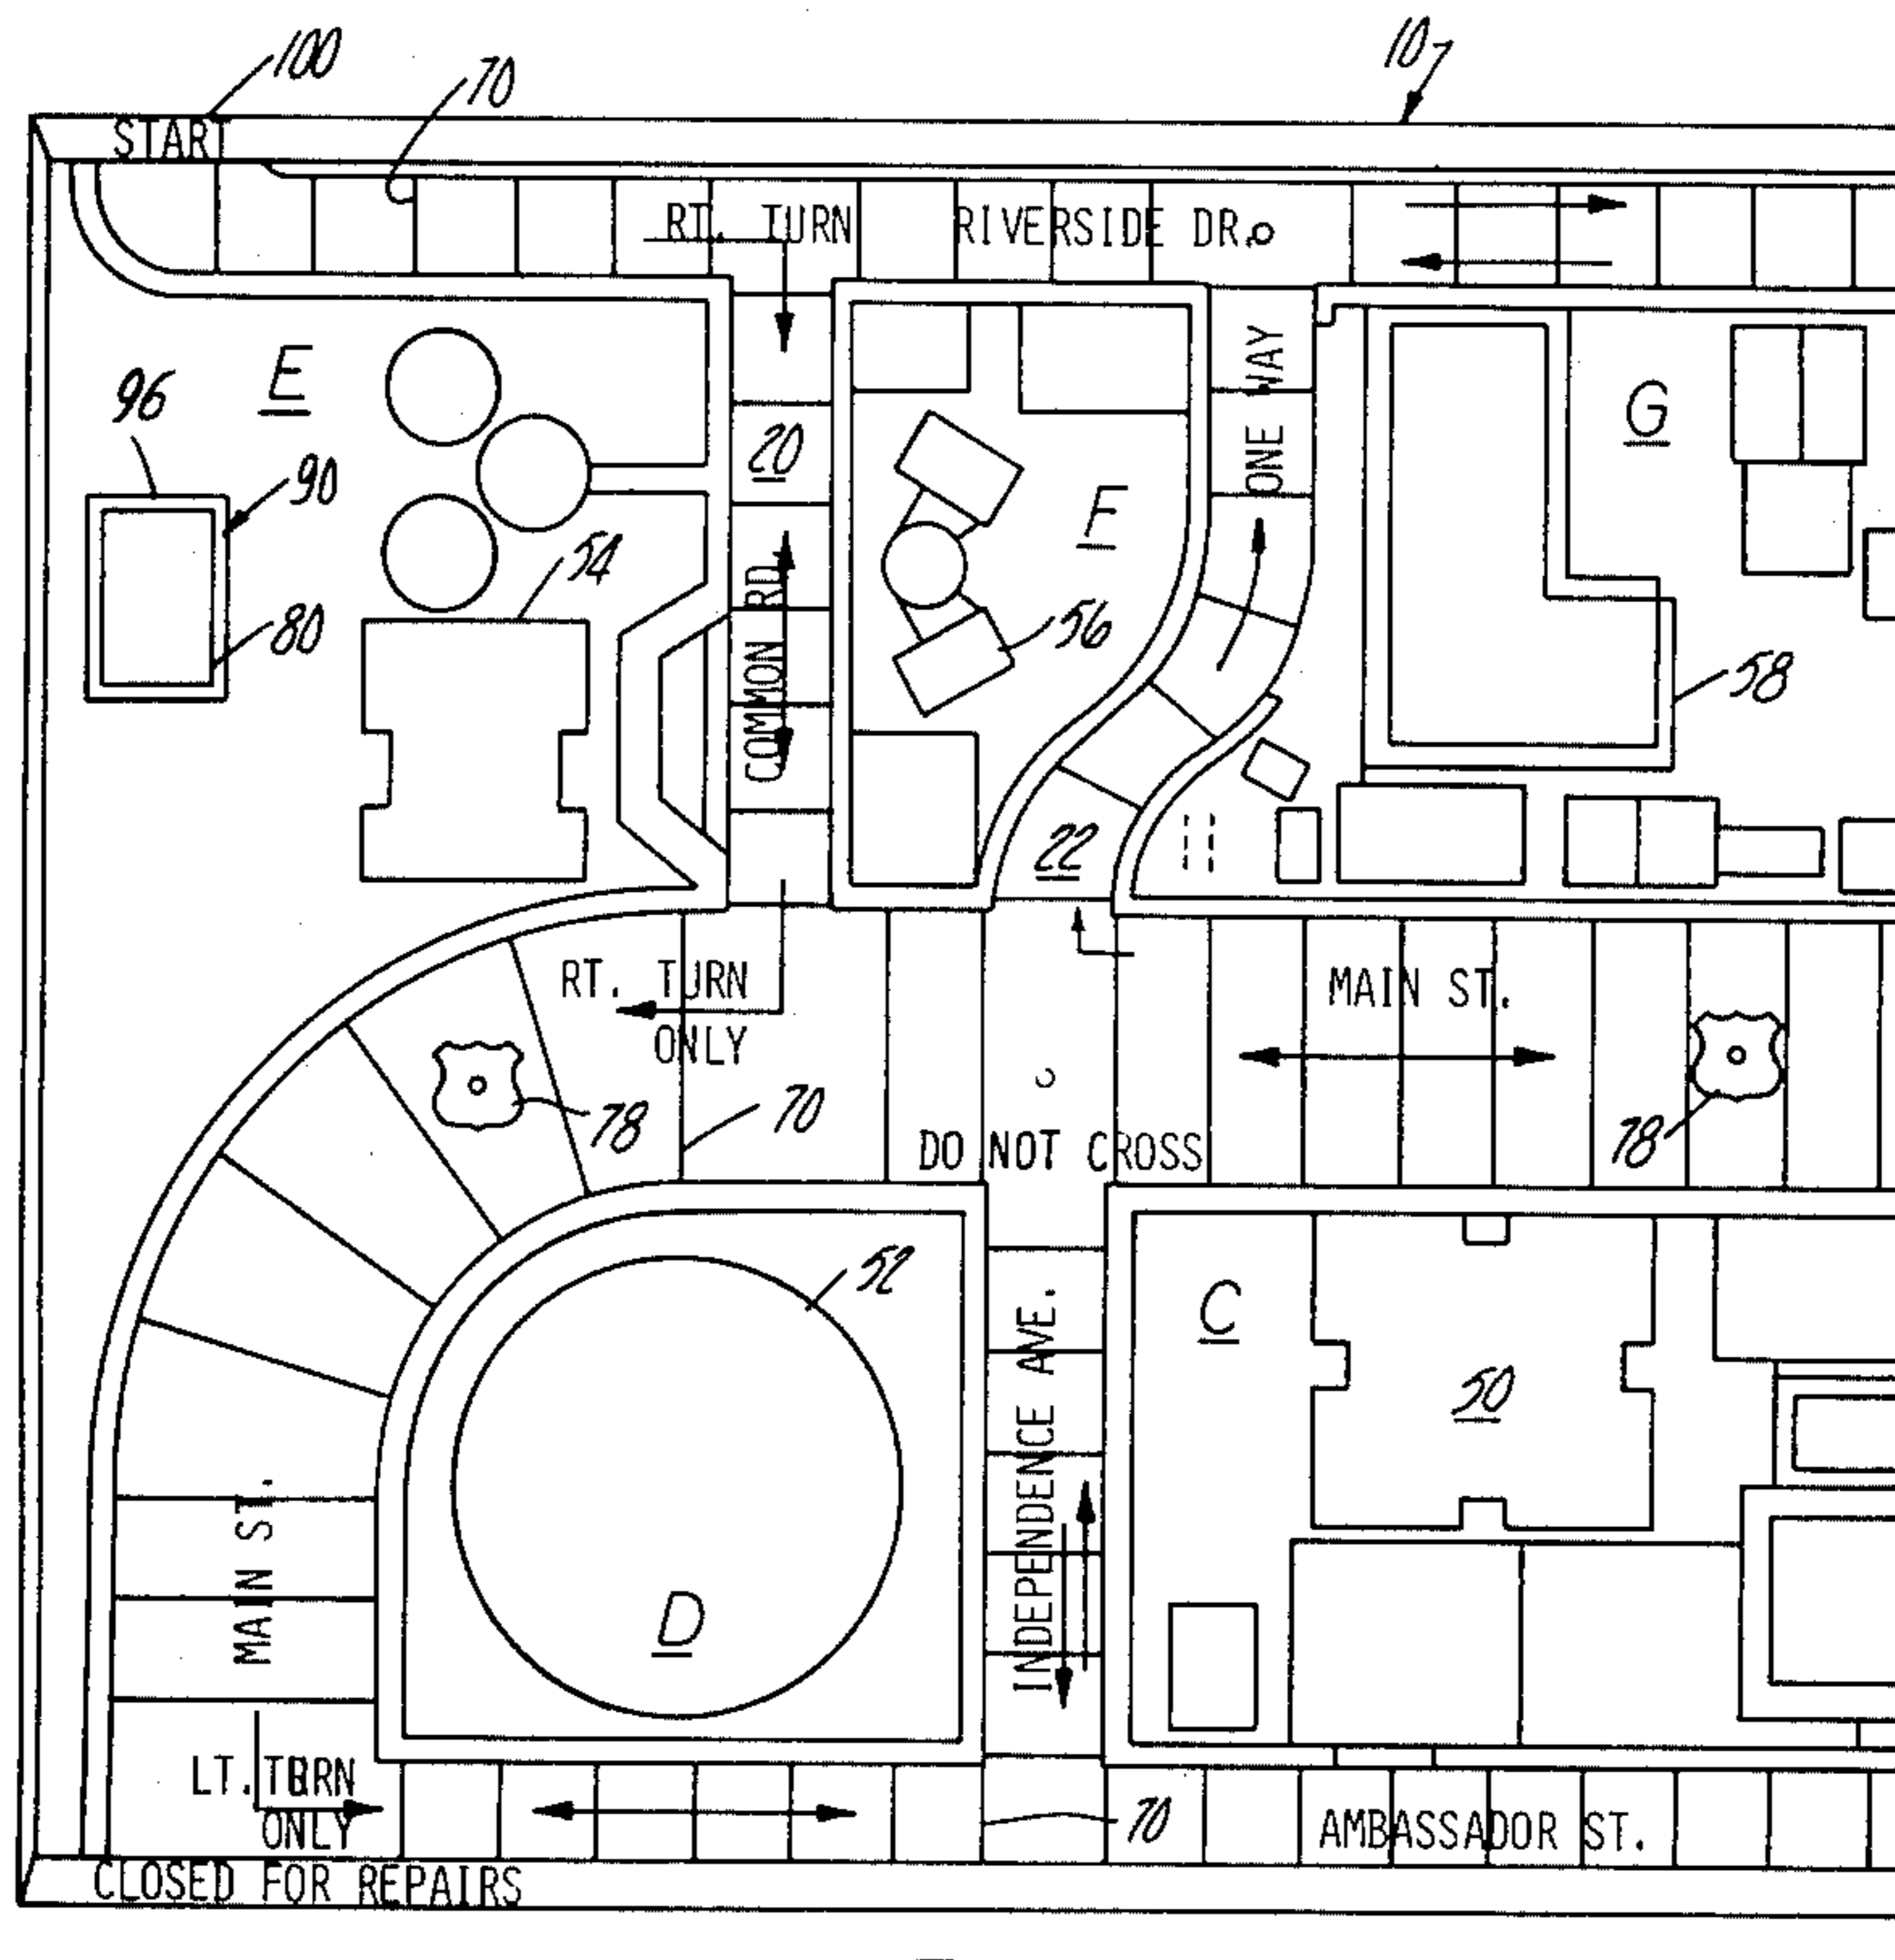 100
70
10
START
RT. TURN
RIVERSIDE DR.
E
96
90
80
54
20
COMMON RD.
F
56
ONE WAY
G
58
22
RT. TURN
ONLY
MAIN ST.
78
70
78
DO NOT CROSS
52
C
50
INDEPENDENCE AVE.
MAIN ST.
D
LT. TURN
ONLY
70
AMBASSADOR ST.
CLOSED FOR REPAIRS